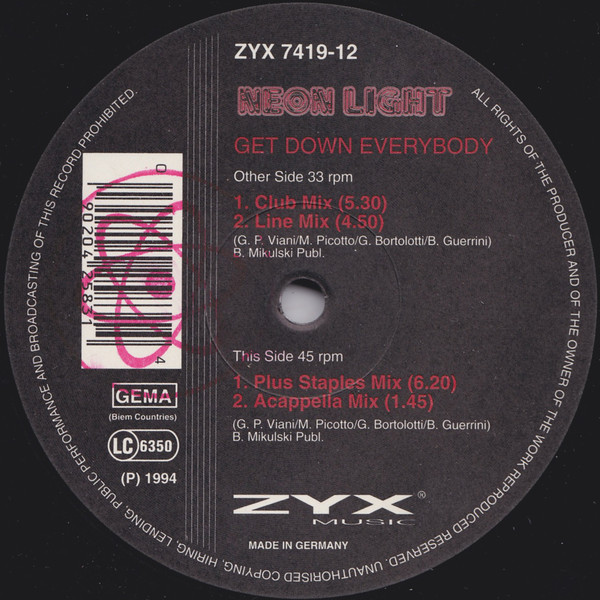 ZYX 7419-12
NEON LIGHT
GET DOWN EVERYBODY
Other Side 33 rpm
1. Club Mix (5.30)
2. Line Mix (4.50)
(G. P. Viani/M. Picotto/G. Bortolotti/B. Guerrini)
B. Mikulski Publ.
0 90204 25831 4
This Side 45 rpm
1. Plus Staples Mix (6.20)
2. Acappella Mix (1.45)
(G. P. Viani/M. Picotto/G. Bortolotti/B. Guerrini)
B. Mikulski Publ.
GEMA
(Biem Countries)
LC 6350
(P) 1994
ZYX®
MUSIC
MADE IN GERMANY
ALL RIGHTS OF THE PRODUCER AND OF THE OWNER OF THE WORK REPRODUCED RESERVED. UNAUTHORISED COPYING, HIRING, LENDING, PUBLIC PERFORMANCE AND BROADCASTING OF THIS RECORD PROHIBITED.